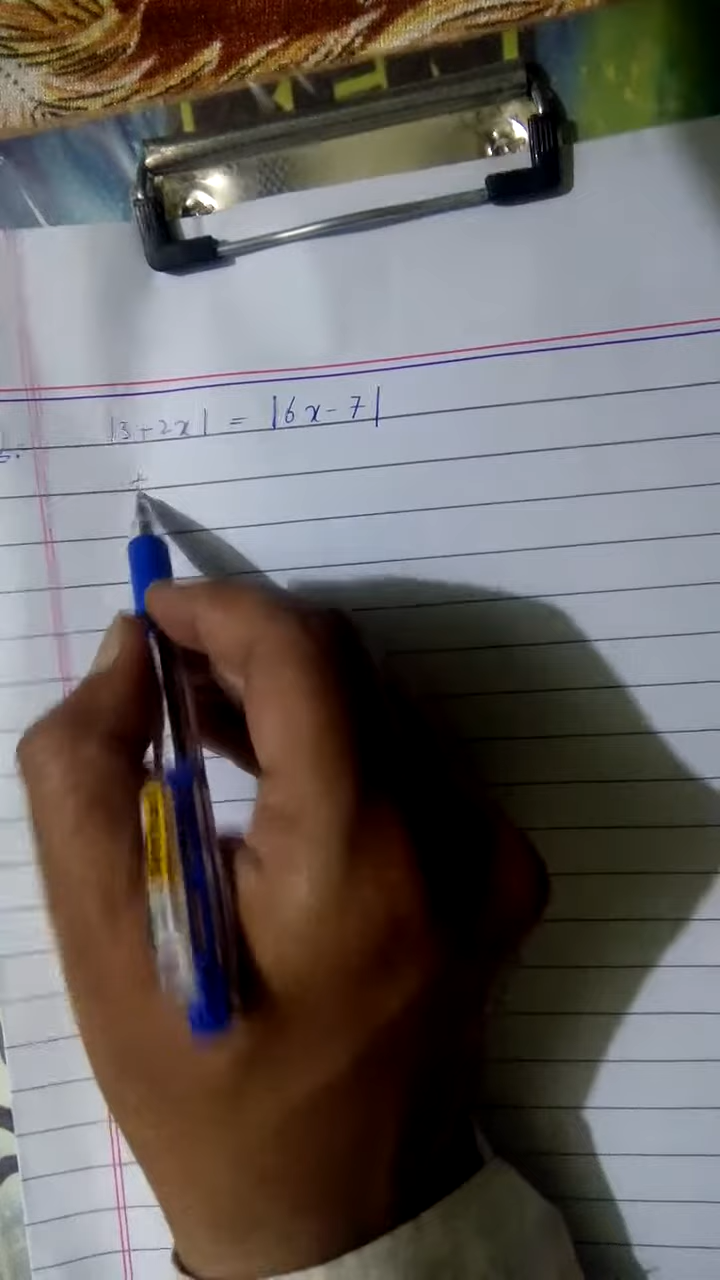 |3+2x| = |6x-7|
±